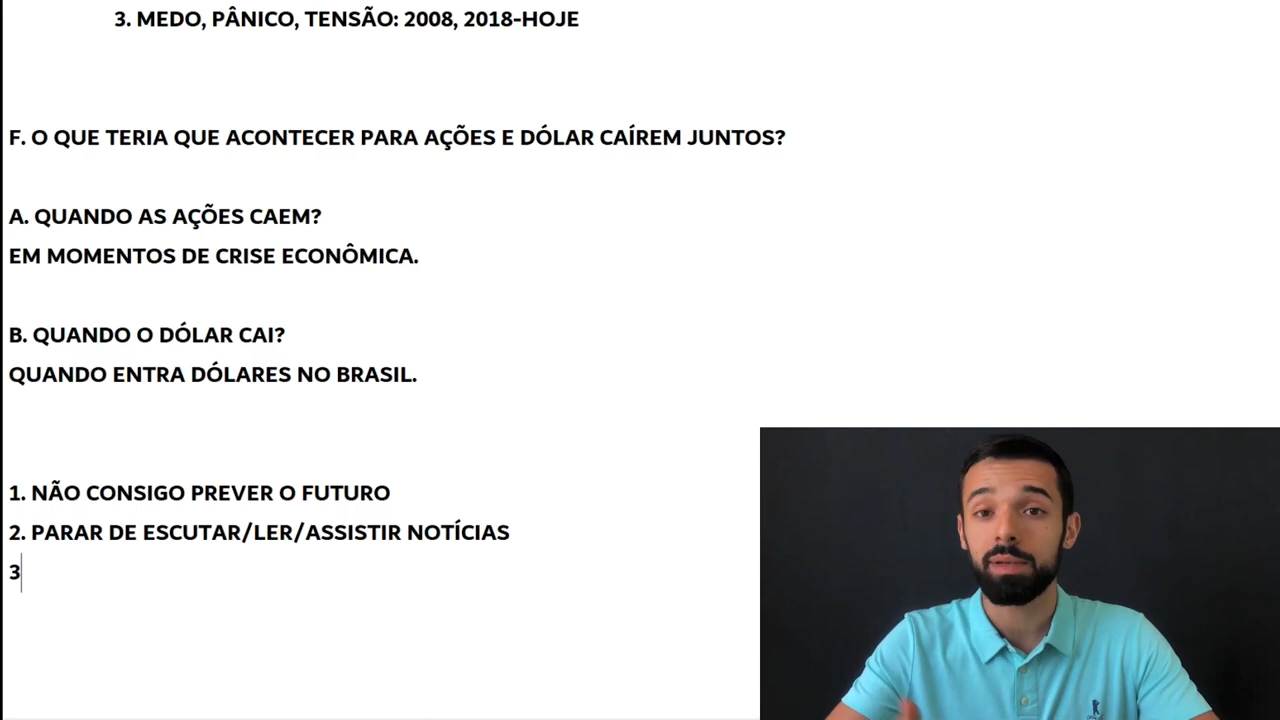 3. MEDO, PÂNICO, TENSÃO: 2008, 2018-HOJE
F. O QUE TERIA QUE ACONTECER PARA AÇÕES E DÓLAR CAÍREM JUNTOS?
A. QUANDO AS AÇÕES CAEM?
EM MOMENTOS DE CRISE ECONÔMICA.
B. QUANDO O DÓLAR CAI?
QUANDO ENTRA DÓLARES NO BRASIL.
1. NÃO CONSIGO PREVER O FUTURO
2. PARAR DE ESCUTAR/LER/ASSISTIR NOTÍCIAS
3